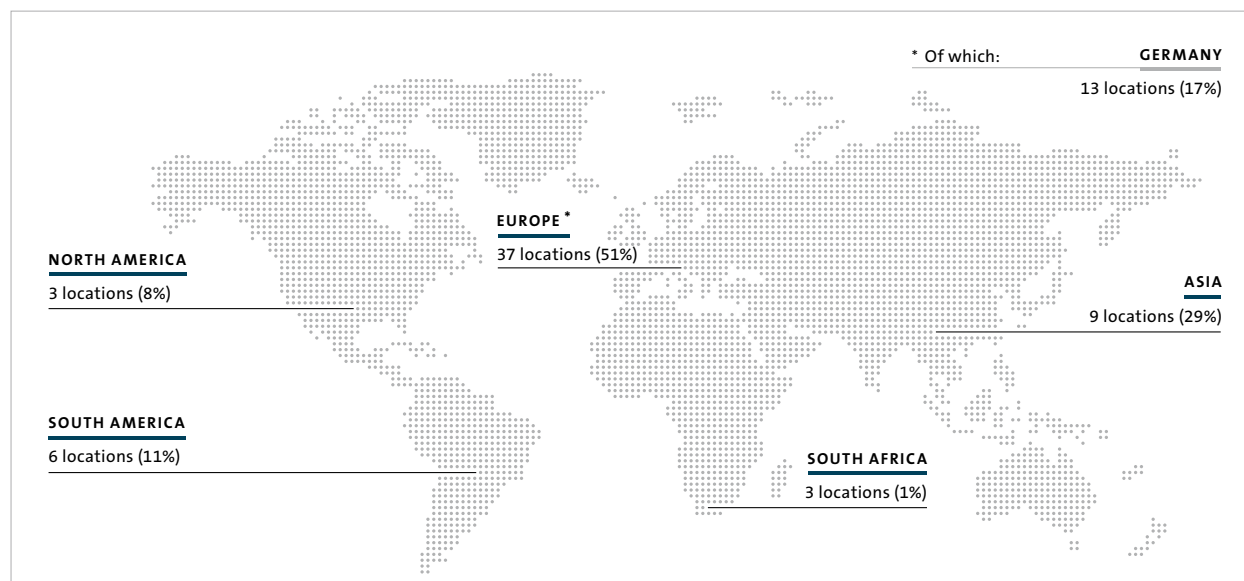 * Of which: GERMANY
13 locations (17%)
EUROPE *
37 locations (51%)
NORTH AMERICA
3 locations (8%)
ASIA
9 locations (29%)
SOUTH AMERICA
6 locations (11%)
SOUTH AFRICA
3 locations (1%)